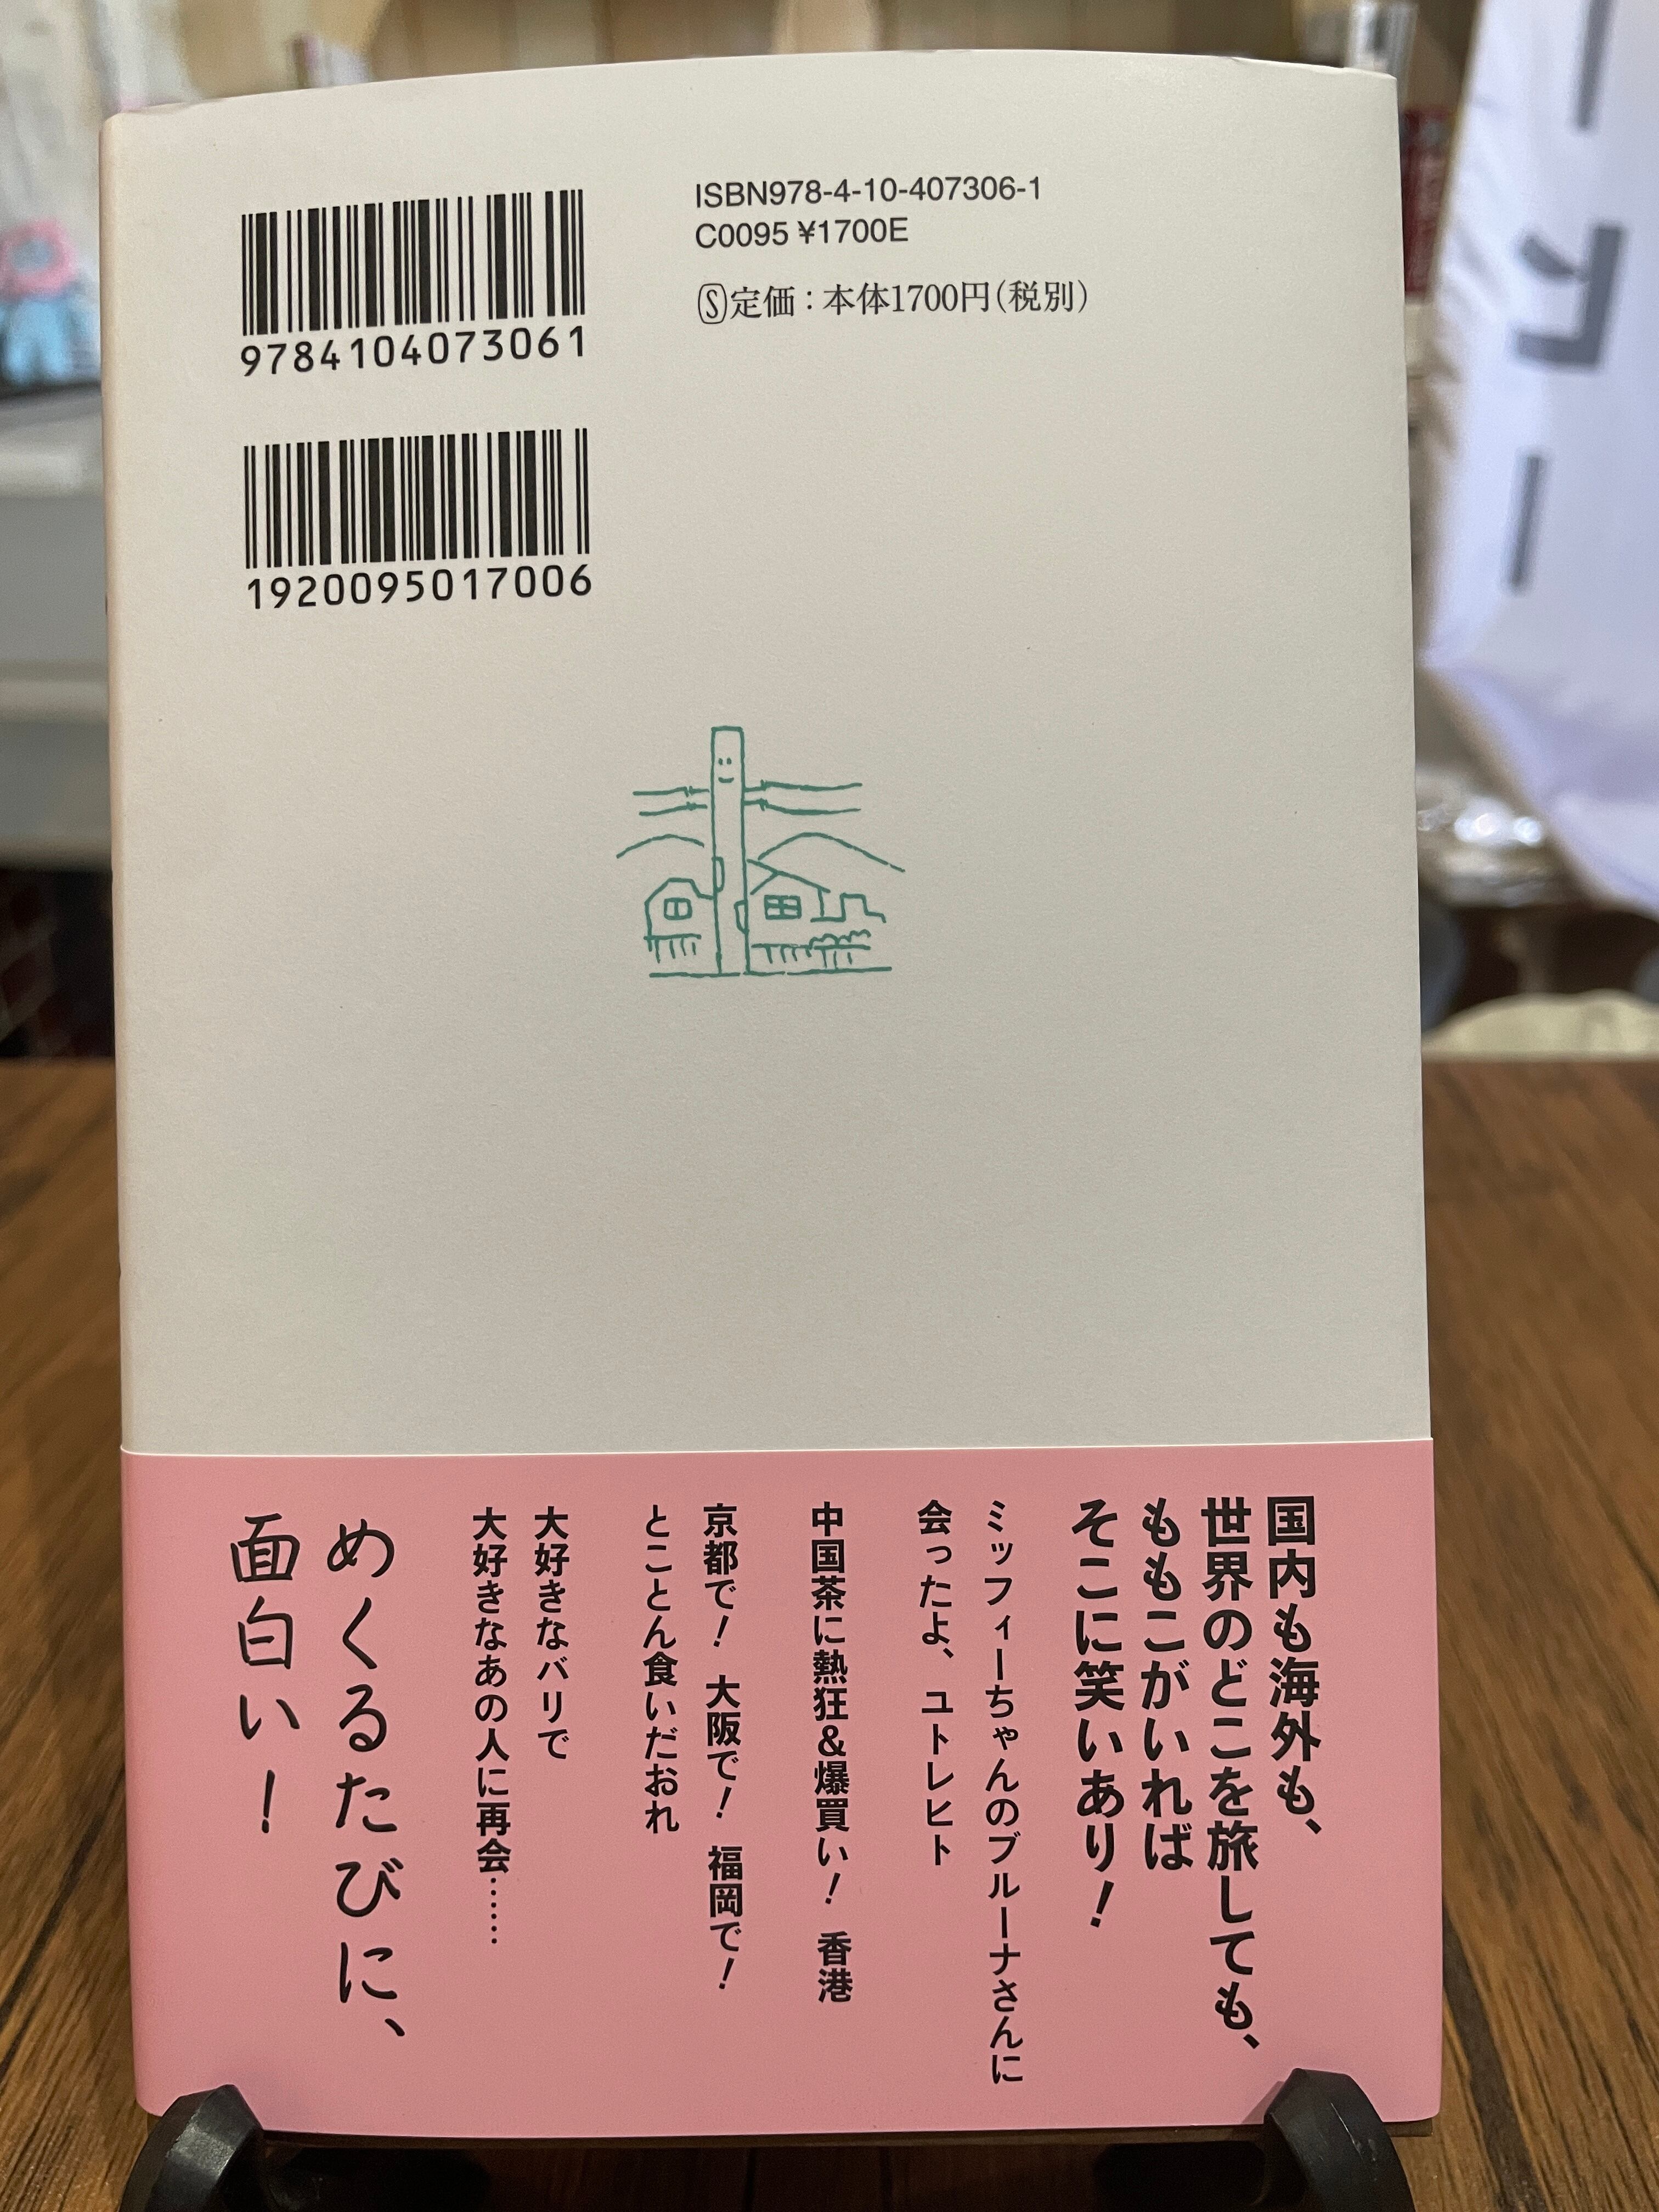 ISBN978-4-10-407306-1
C0095 ¥1700E
Ⓢ定価：本体1700円(税別)
9784104073061
1920095017006
国内も海外も、
世界のどこを旅しても、
ももこがいれば
そこに笑いあり！
ミッフィーちゃんのブルーナさんに
会ったよ、ユトレヒト
中国茶に熱狂&爆買い！ 香港
京都で！ 大阪で！ 福岡で！
とことん食いだおれ
大好きなバリで
大好きなあの人に再会……
めくるたびに、
面白い！